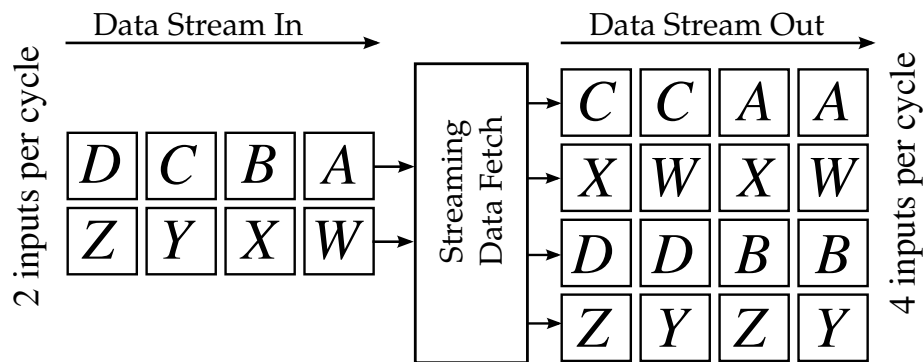 Data Stream In
Data Stream Out
2 inputs per cycle
D C B A
Z Y X W
Streaming
Data Fetch
C C A A
X W X W
D D B B
Z Y Z Y
4 inputs per cycle